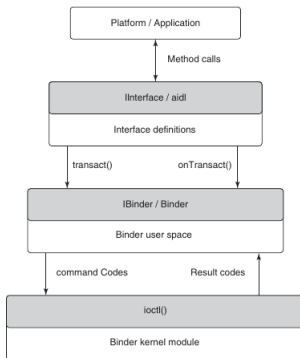 Platform / Application
Method calls
IInterface / aidl
Interface definitions
transact()
onTransact()
IBinder / Binder
Binder user space
command Codes
Result codes
ioctl()
Binder kernel module